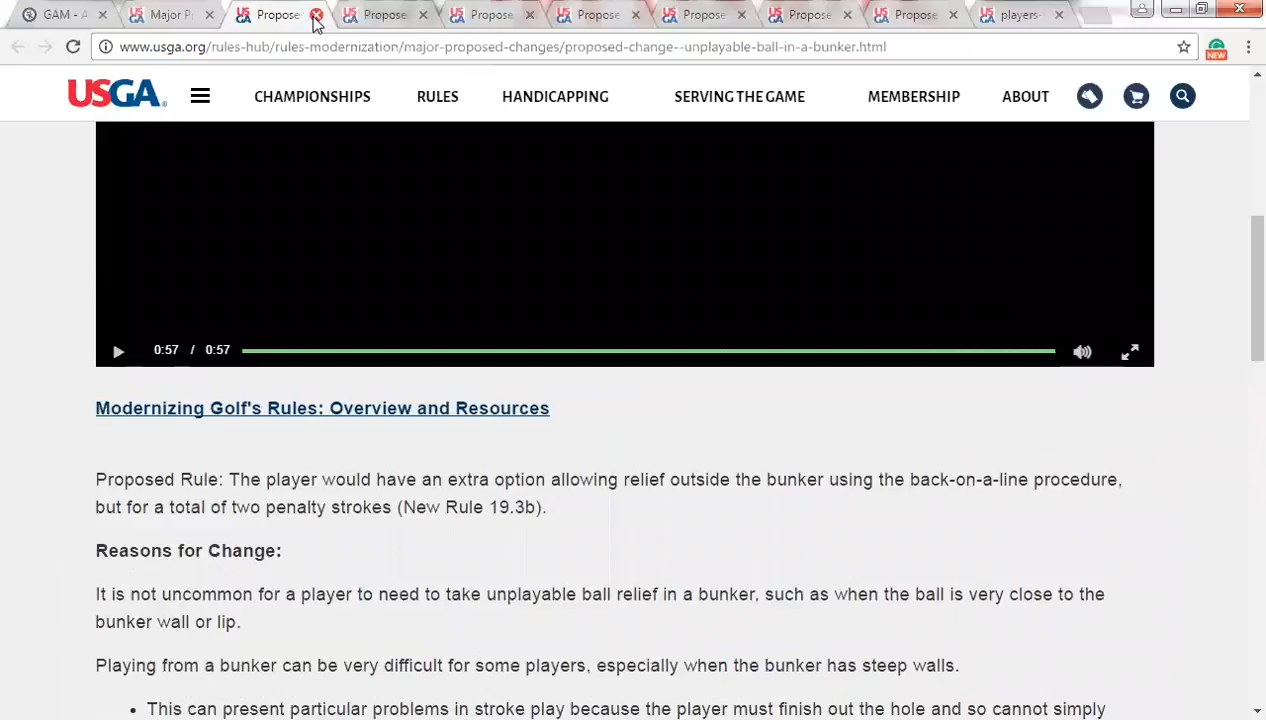 GAM - A
Major P
Propose
Propose
Propose
Propose
Propose
Propose
Propose
players-
www.usga.org/rules-hub/rules-modernization/major-proposed-changes/proposed-change--unplayable-ball-in-a-bunker.html
NEW
USGA
CHAMPIONSHIPS RULES HANDICAPPING SERVING THE GAME MEMBERSHIP ABOUT
0:57 / 0:57
Modernizing Golf's Rules: Overview and Resources
Proposed Rule: The player would have an extra option allowing relief outside the bunker using the back-on-a-line procedure,
but for a total of two penalty strokes (New Rule 19.3b).
Reasons for Change:
It is not uncommon for a player to need to take unplayable ball relief in a bunker, such as when the ball is very close to the
bunker wall or lip.
Playing from a bunker can be very difficult for some players, especially when the bunker has steep walls.
• This can present particular problems in stroke play because the player must finish out the hole and so cannot simply